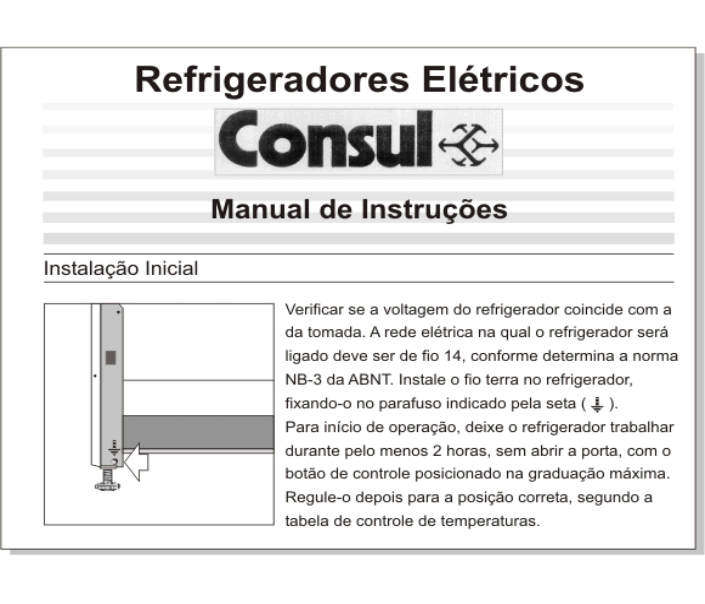 Refrigeradores Elétricos
Consul
Manual de Instruções
Instalação Inicial
Verificar se a voltagem do refrigerador coincide com a
da tomada. A rede elétrica na qual o refrigerador será
ligado deve ser de fio 14, conforme determina a norma
NB-3 da ABNT. Instale o fio terra no refrigerador,
fixando-o no parafuso indicado pela seta ( ⏚ ).
Para início de operação, deixe o refrigerador trabalhar
durante pelo menos 2 horas, sem abrir a porta, com o
botão de controle posicionado na graduação máxima.
Regule-o depois para a posição correta, segundo a
tabela de controle de temperaturas.